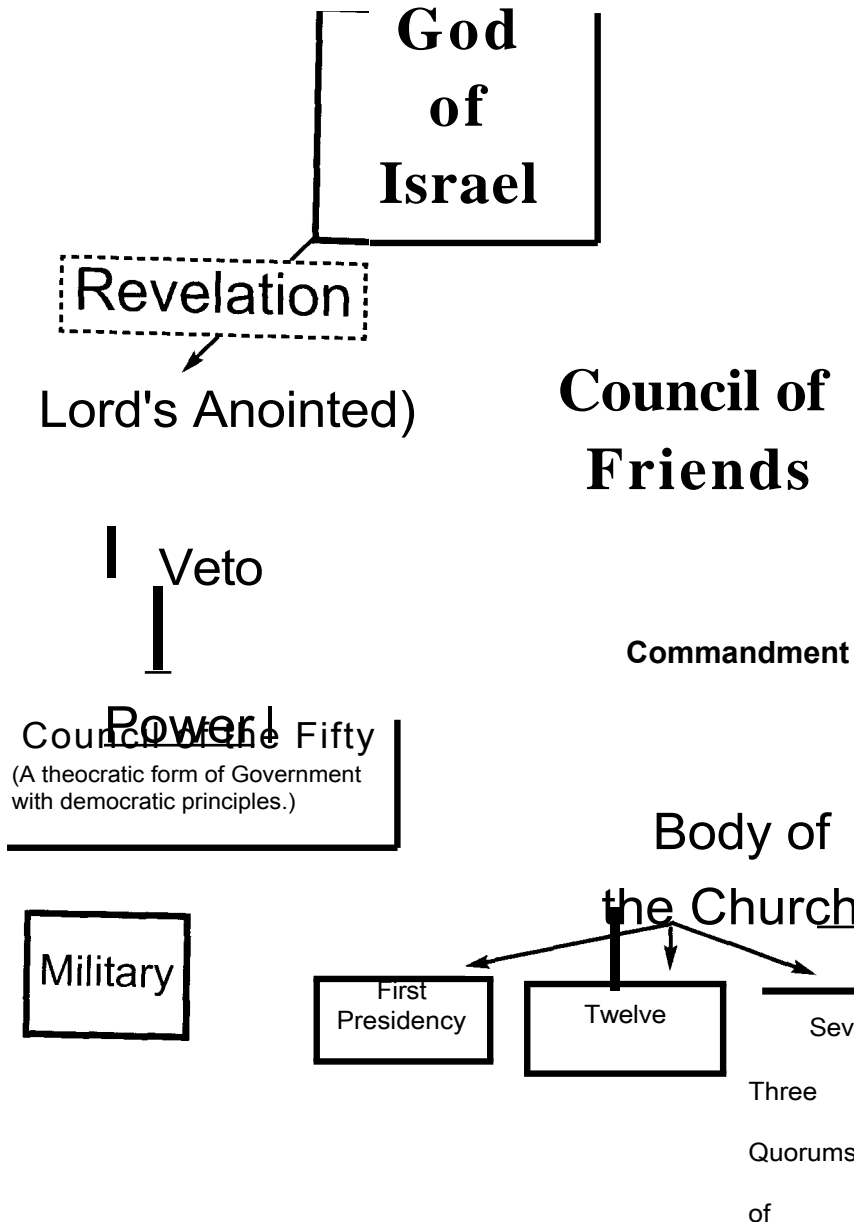 God
of
Israel
Revelation
Lord's Anointed)
Council of
Friends
Veto
Commandment
Power
Council of the Fifty
(A theocratic form of Government
with democratic principles.)
Body of
the Church
Military
First
Presidency
Twelve
Sev
Three
Quorums
of